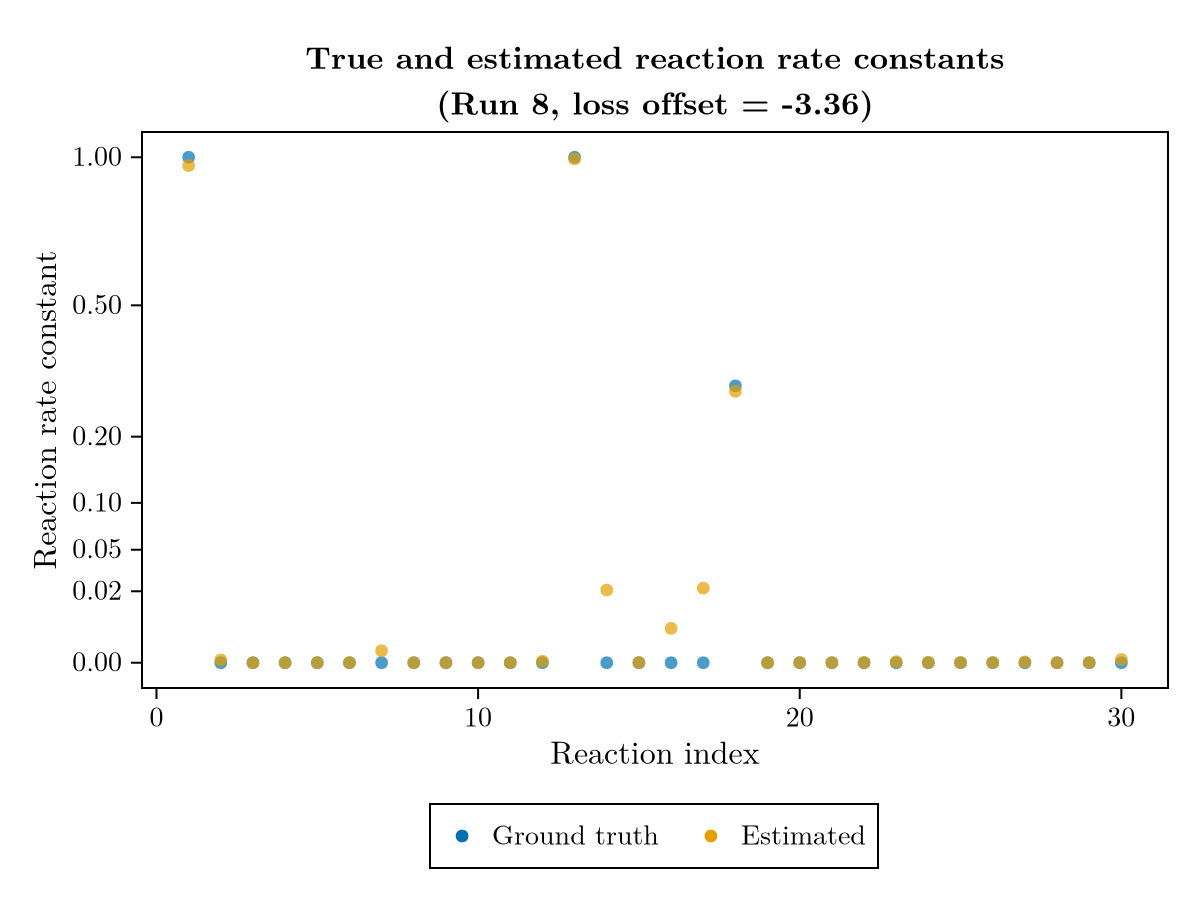 True and estimated reaction rate constants
(Run 8, loss offset = -3.36)
Reaction rate constant
1.00
0.50
0.20
0.10
0.05
0.02
0.00
0 10 20 30
Reaction index
Ground truth Estimated